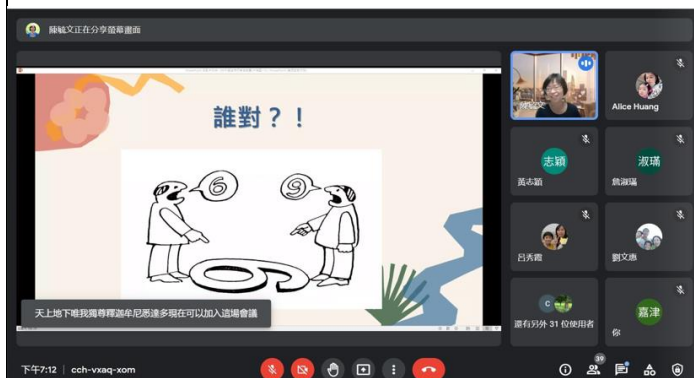 陳毓文正在分享螢幕畫面
誰對？！
6
9
6
天上地下唯我獨尊釋迦牟尼悉達多現在可以加入這場會議
陳毓文
Alice Huang
志穎
黃志穎
淑瑀
詹淑瑀
呂秀霜
劉文惠
C
還有另外 31 位使用者
嘉津
你
下午7:12 | cch-vxaq-xom
39